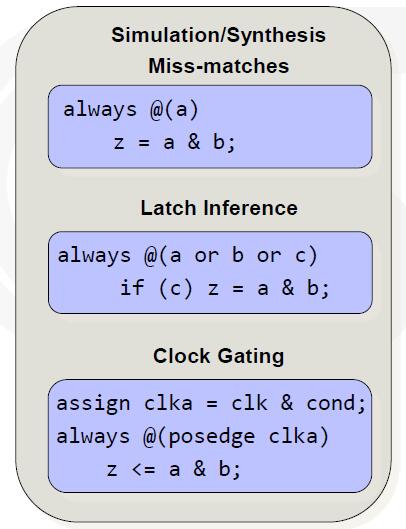 Simulation/Synthesis
Miss-matches
always @(a)
z = a & b;
Latch Inference
always @(a or b or c)
if (c) z = a & b;
Clock Gating
assign clka = clk & cond;
always @(posedge clka)
z <= a & b;